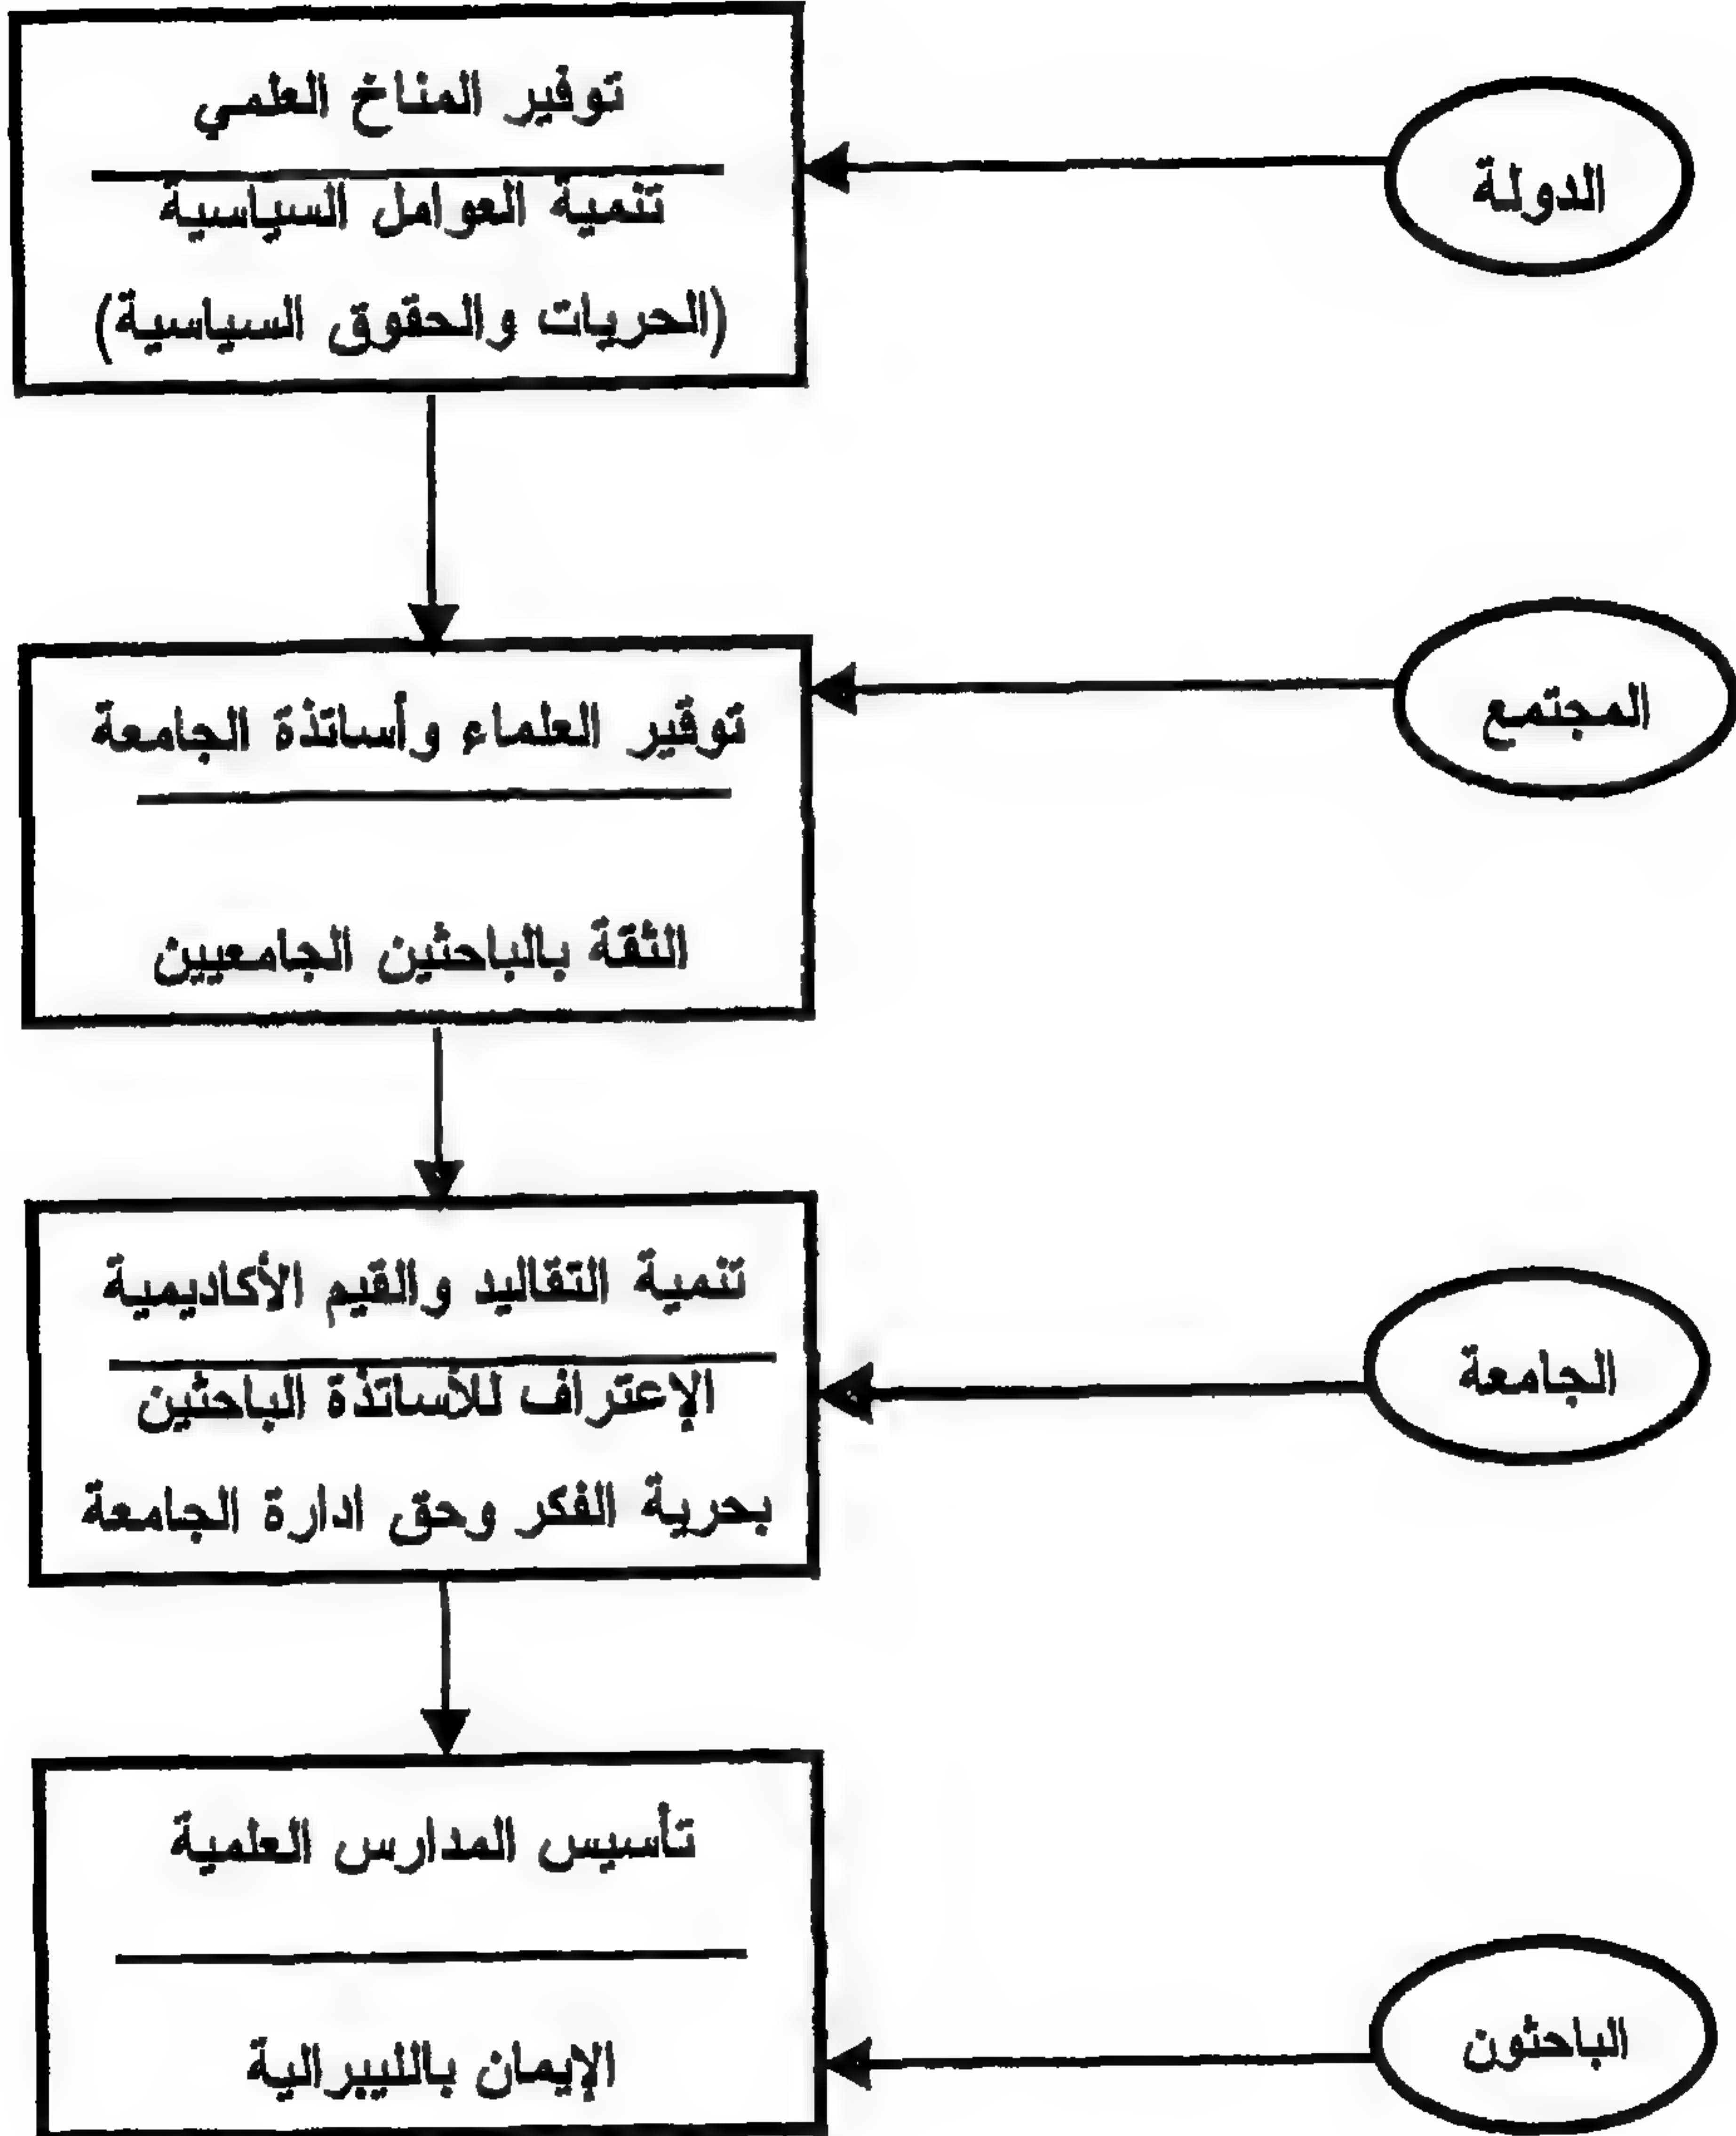 الدولة
توفير المناخ العلمي
تنمية العوامل السياسية
(الحريات والحقوق السياسية)
المجتمع
توقير العلماء وأساتذة الجامعة
الثقة بالباحثين الجامعيين
الجامعة
تنمية التقاليد والقيم الأكاديمية
الإعتراف للأساتذة الباحثين
بحرية الفكر وحق ادارة الجامعة
الباحثون
تأسيس المدارس العلمية
الإيمان بالليبرالية